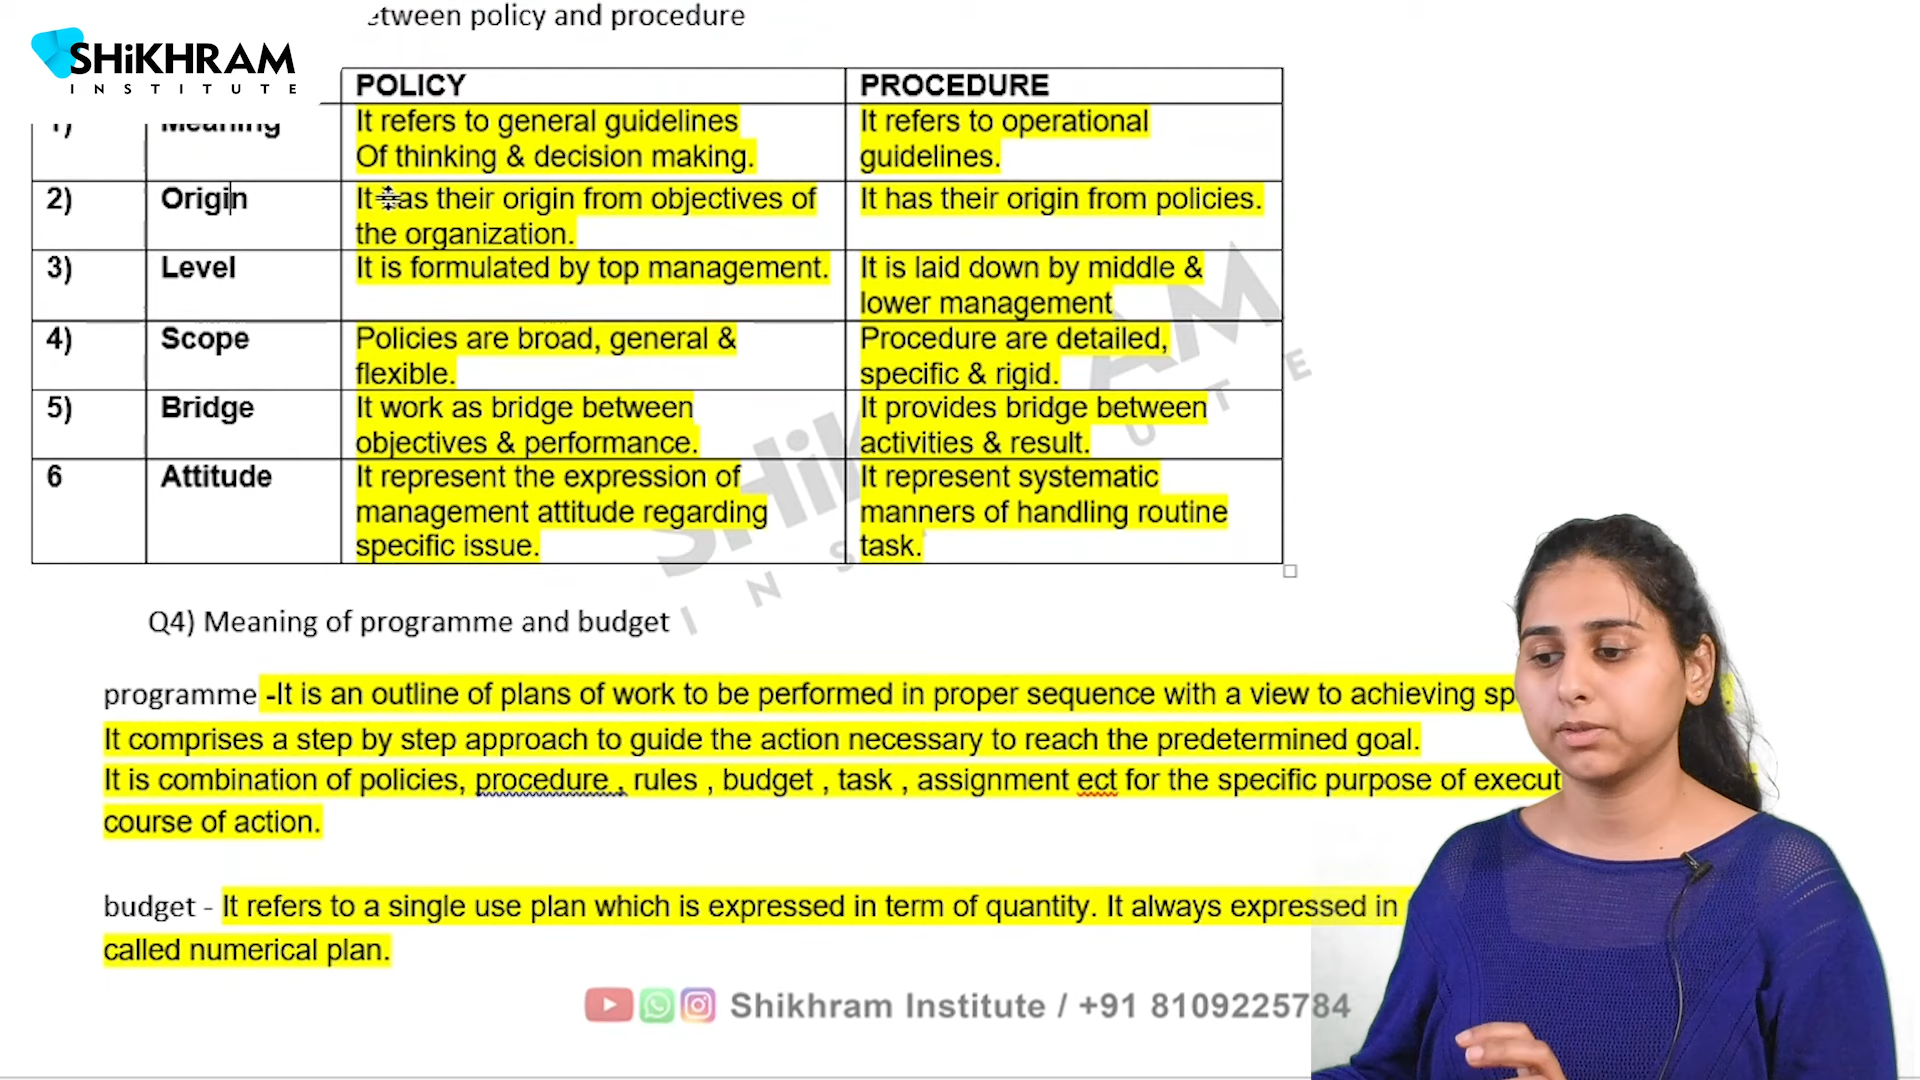 between policy and procedure
SHiKHRAM
INSTITUTE
POLICY PROCEDURE
1) Meaning It refers to general guidelines It refers to operational
Of thinking & decision making. guidelines.
2) Origin It has their origin from objectives of It has their origin from policies.
the organization.
3) Level It is formulated by top management. It is laid down by middle &
lower management
4) Scope Policies are broad, general & Procedure are detailed,
flexible. specific & rigid.
5) Bridge It work as bridge between It provides bridge between
objectives & performance. activities & result.
6 Attitude It represent the expression of It represent systematic
management attitude regarding manners of handling routine
specific issue. task.
Q4) Meaning of programme and budget
programme -It is an outline of plans of work to be performed in proper sequence with a view to achieving
It comprises a step by step approach to guide the action necessary to reach the predetermined goal.
It is combination of policies, procedure , rules , budget , task , assignment ect for the specific purpose of
course of action.
budget - It refers to a single use plan which is expressed in term of quantity. It always expressed in
called numerical plan.
Shikhram Institute / +91 8109225784